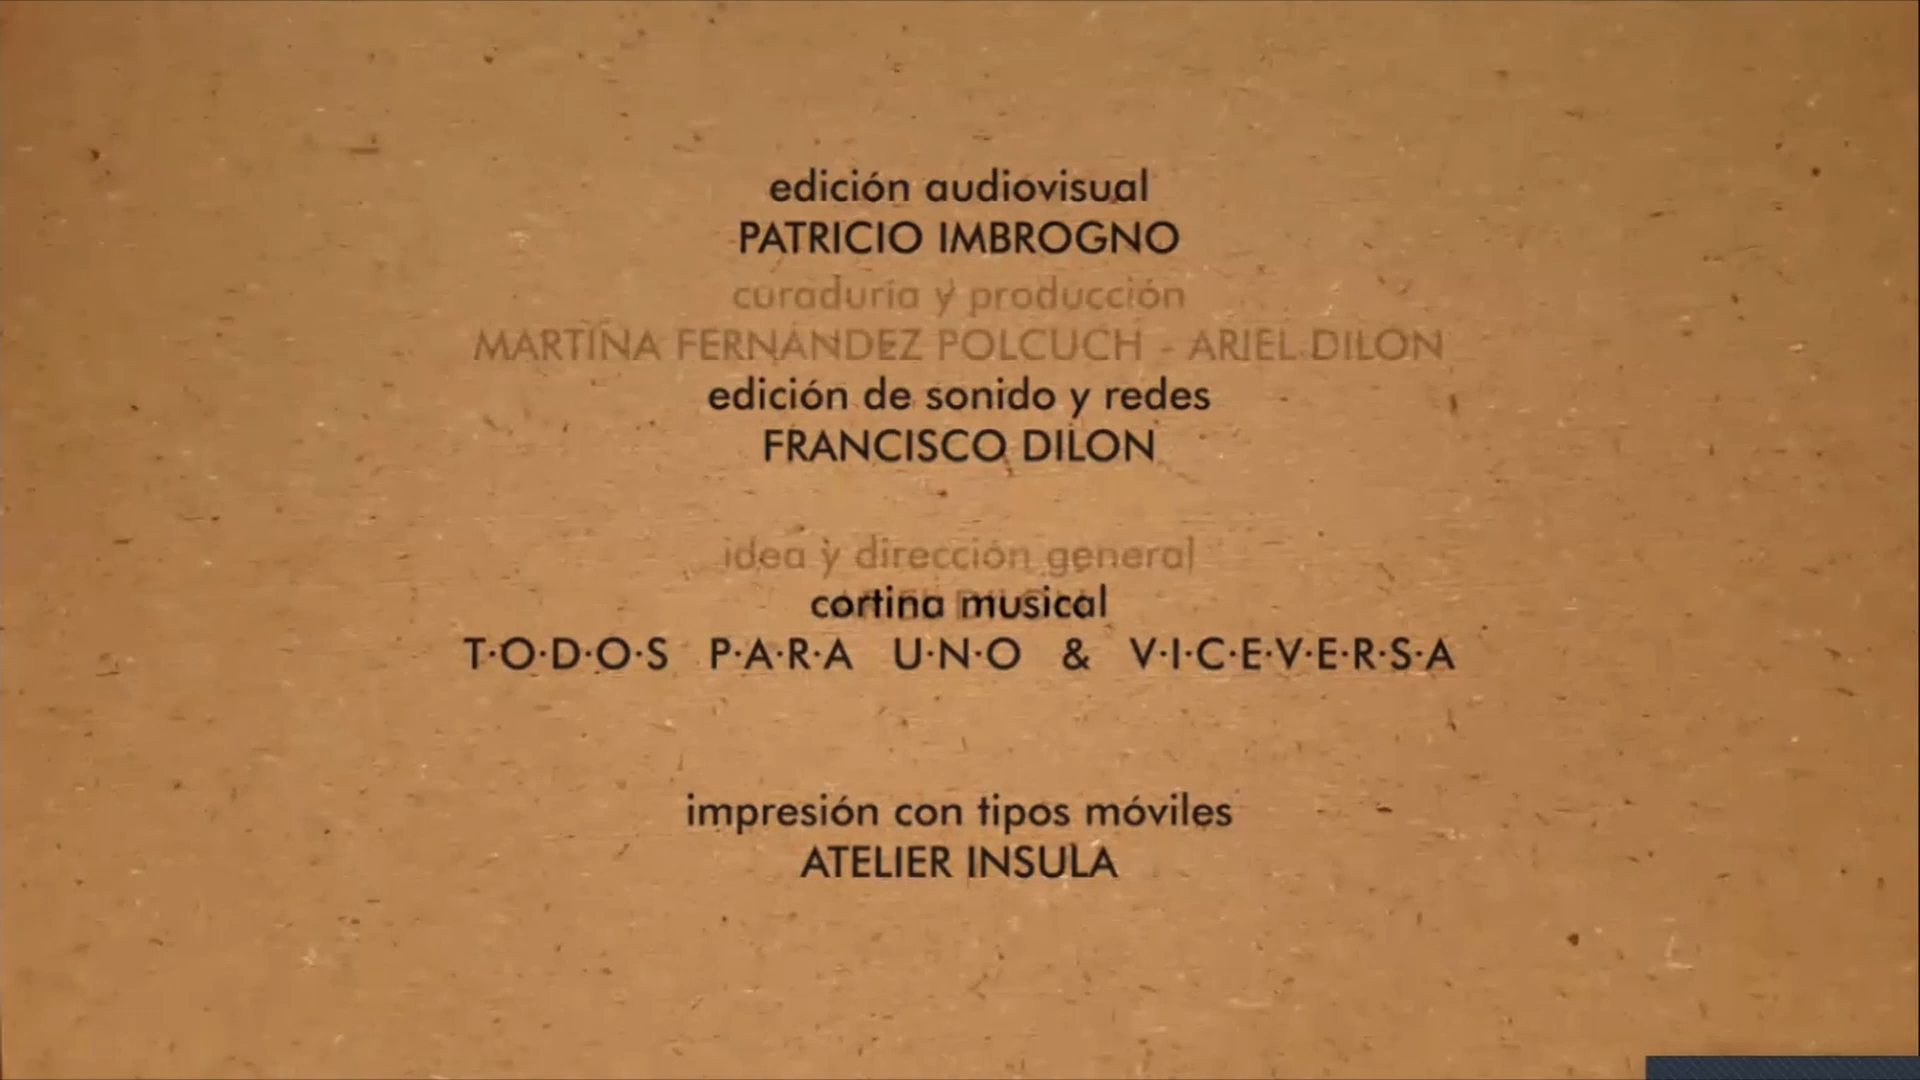 edición audiovisual
PATRICIO IMBROGNO
curaduría y producción
MARTINA FERNÁNDEZ POLCUCH - ARIEL DILON
edición de sonido y redes
FRANCISCO DILON
idea y dirección general
cortina musical
T·O·D·O·S P·A·R·A U·N·O & V·I·C·E·V·E·R·S·A
impresión con tipos móviles
ATELIER INSULA